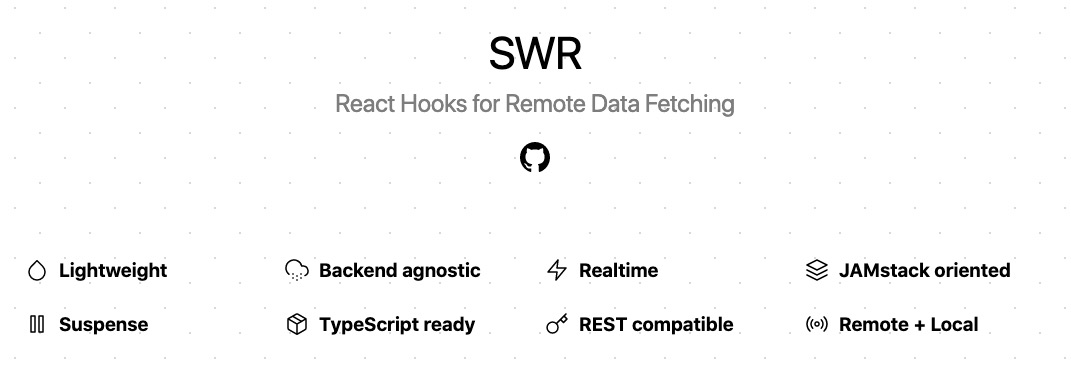 SWR
React Hooks for Remote Data Fetching
Lightweight
Backend agnostic
Realtime
JAMstack oriented
Suspense
TypeScript ready
REST compatible
Remote + Local